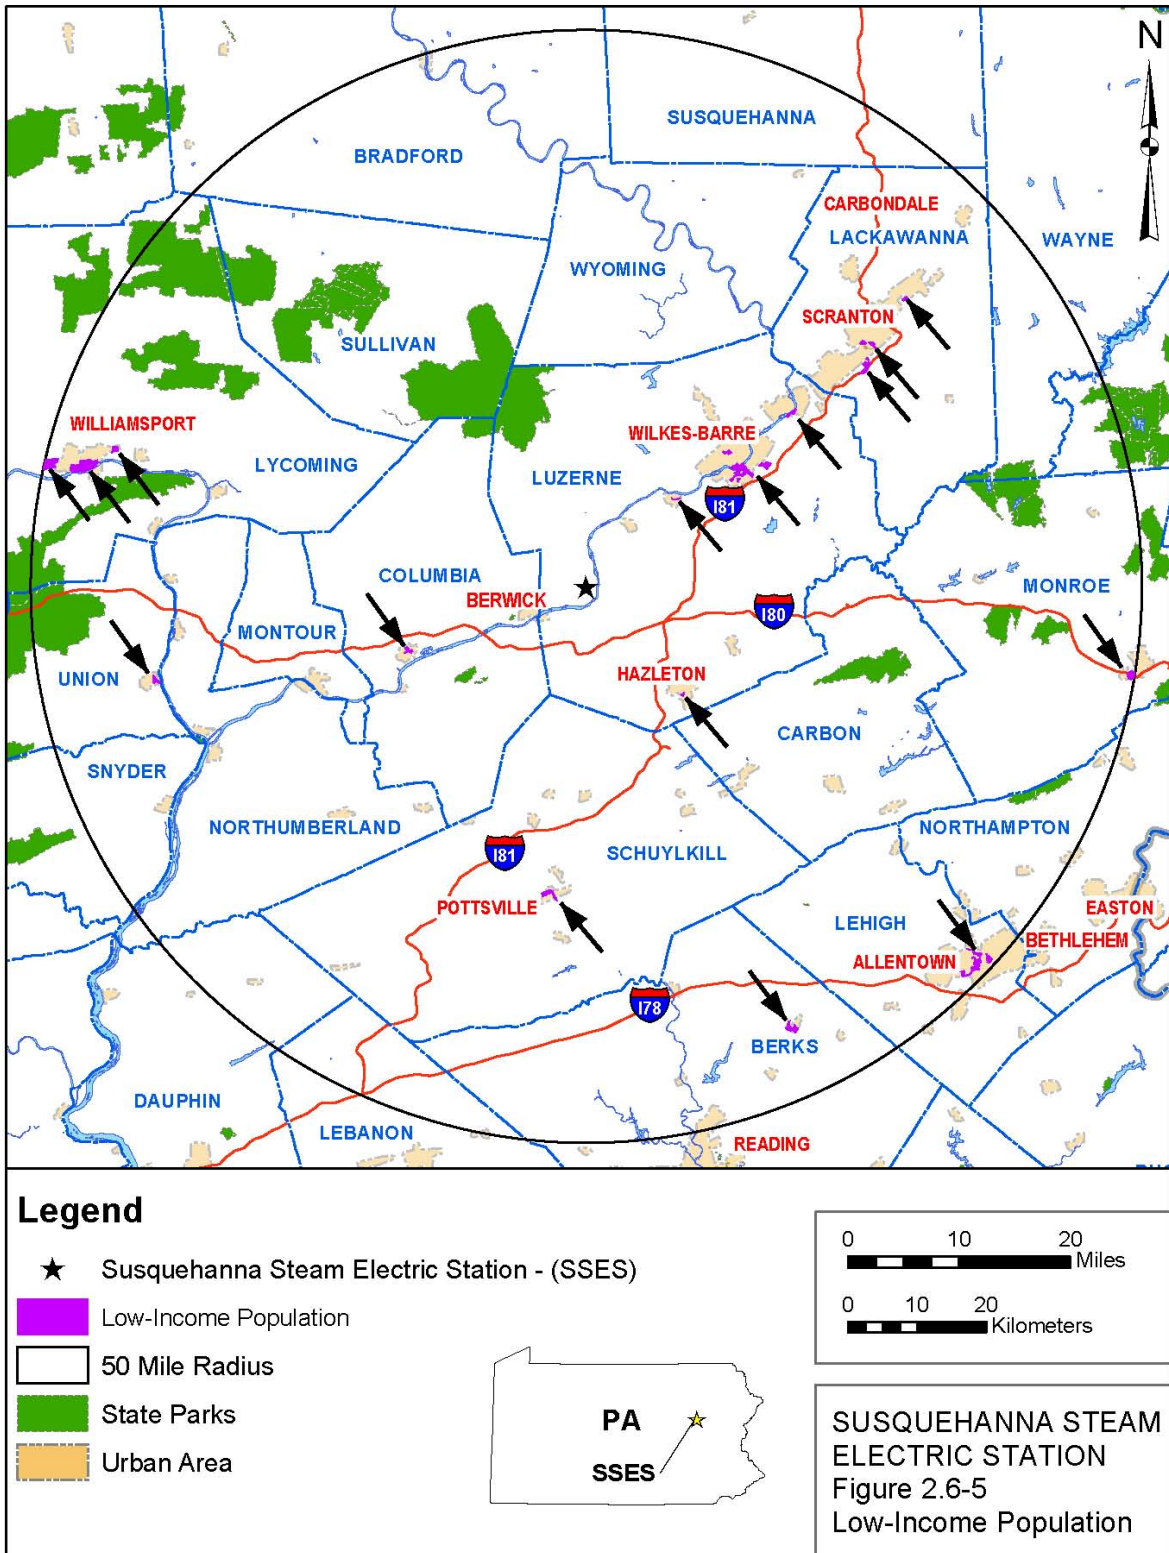 N
SUSQUEHANNA
BRADFORD
CARBONDALE
LACKAWANNA
WAYNE
WYOMING
SCRANTON
SULLIVAN
WILLIAMSPORT
WILKES-BARRE
LYCOMING
LUZERNE
I81
COLUMBIA
MONROE
BERWICK
I80
MONTOUR
UNION
HAZLETON
CARBON
SNYDER
NORTHUMBERLAND
NORTHAMPTON
I81
SCHUYLKILL
POTTSVILLE
EASTON
LEHIGH
BETHLEHEM
ALLENTOWN
I78
BERKS
DAUPHIN
LEBANON
READING
Legend
Susquehanna Steam Electric Station - (SSES)
Low-Income Population
50 Mile Radius
State Parks
Urban Area
PA
SSES
0 10 20
Miles
0 10 20
Kilometers
SUSQUEHANNA STEAM
ELECTRIC STATION
Figure 2.6-5
Low-Income Population